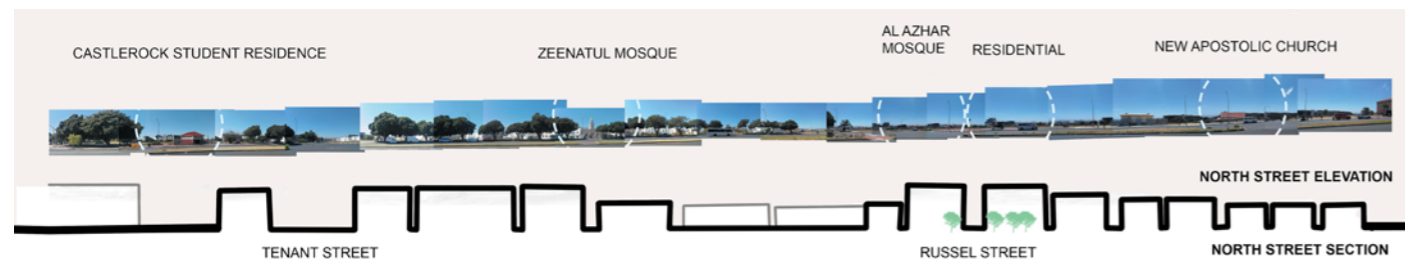 CASTLEROCK STUDENT RESIDENCE
ZEENATUL MOSQUE
AL AZHAR
MOSQUE
RESIDENTIAL
NEW APOSTOLIC CHURCH
NORTH STREET ELEVATION
TENANT STREET
RUSSEL STREET
NORTH STREET SECTION